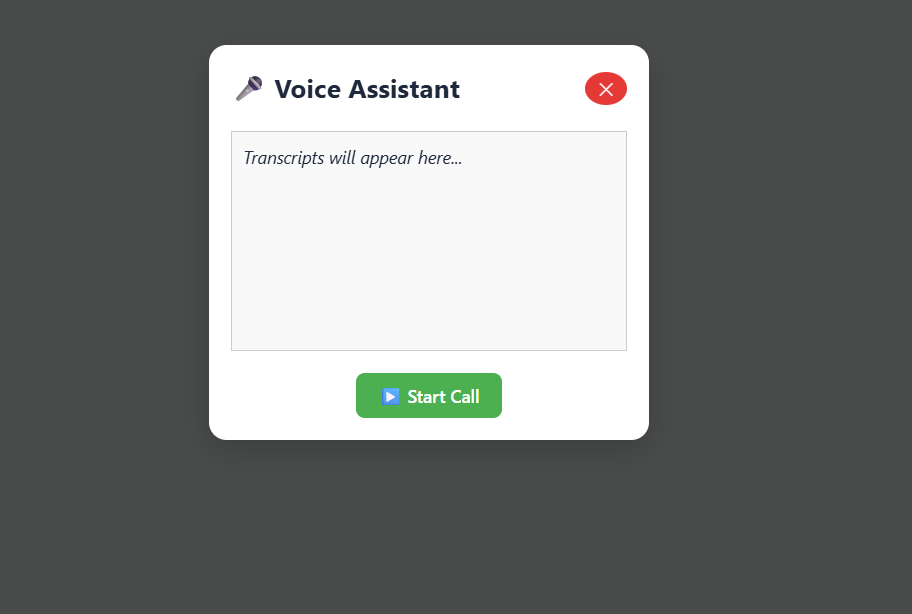 Voice Assistant
Transcripts will appear here...
Start Call